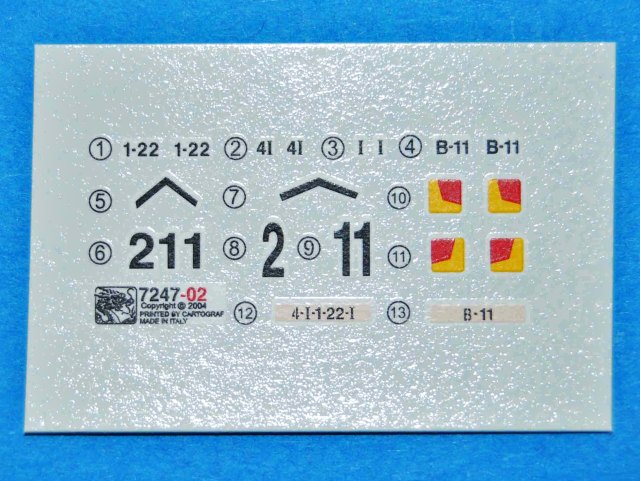 1 1-22 1-22 2 4I 4I 3 I I 4 B-11 B-11
5 7 10
6 211 8 2 9 11 11
7247-02
Copyright © 2004
PRINTED BY CARTOGRAF
MADE IN ITALY
12 4-I-1-22-I 13 B-11